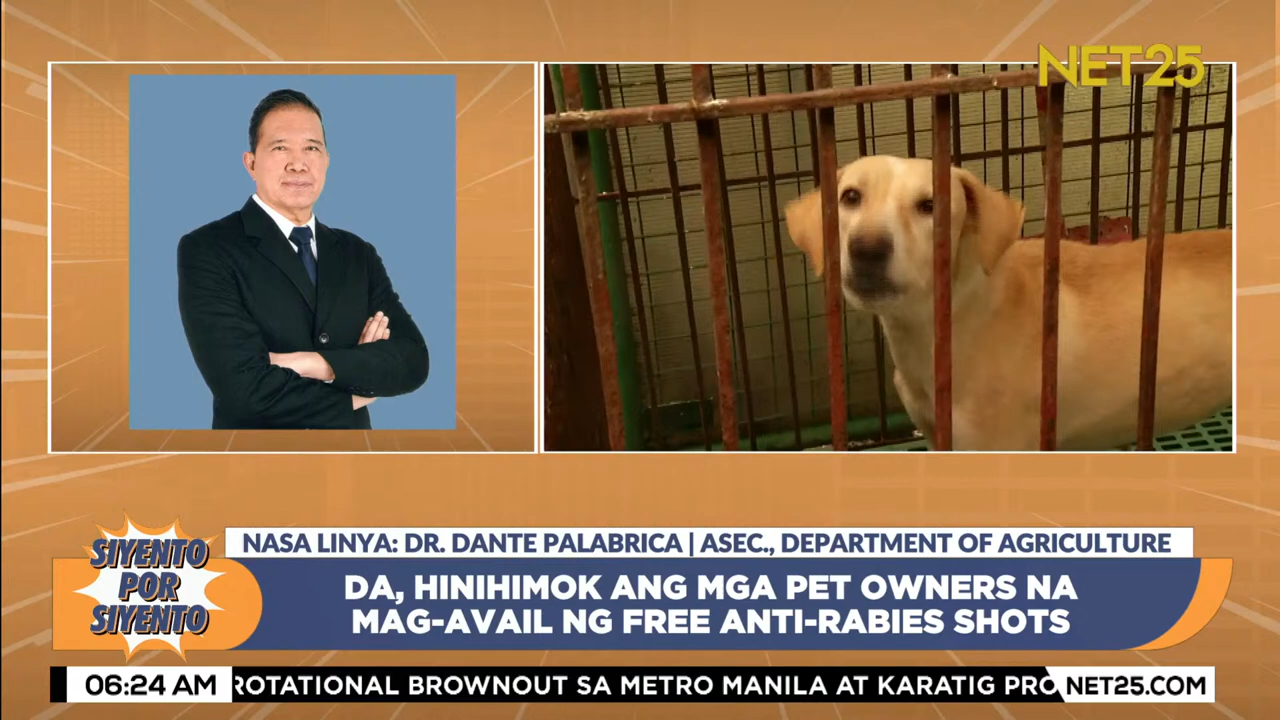 NET25
SIYENTO
POR
SIYENTO
NASA LINYA: DR. DANTE PALABRICA | ASEC., DEPARTMENT OF AGRICULTURE
DA, HINIHIMOK ANG MGA PET OWNERS NA
MAG-AVAIL NG FREE ANTI-RABIES SHOTS
06:24 AM
ROTATIONAL BROWNOUT SA METRO MANILA AT KARATIG PRO
NET25.COM